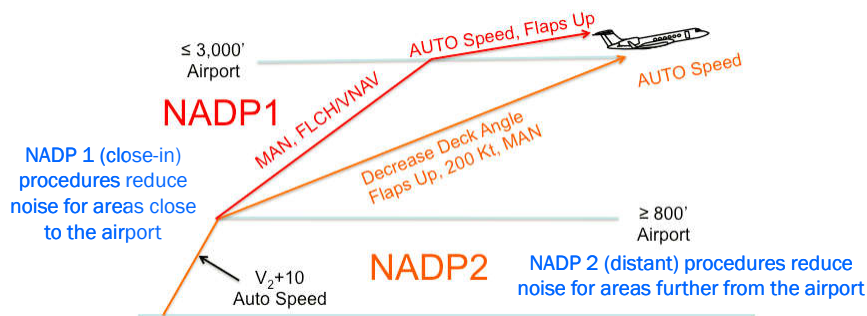 AUTO Speed, Flaps Up
≤ 3,000’
Airport
AUTO Speed
NADP1
MAN, FLCH/VNAV
Decrease Deck Angle
Flaps Up, 200 Kt, MAN
NADP 1 (close-in)
procedures reduce
noise for areas close
to the airport
≥ 800’
Airport
V2+10
Auto Speed
NADP2
NADP 2 (distant) procedures reduce
noise for areas further from the airport